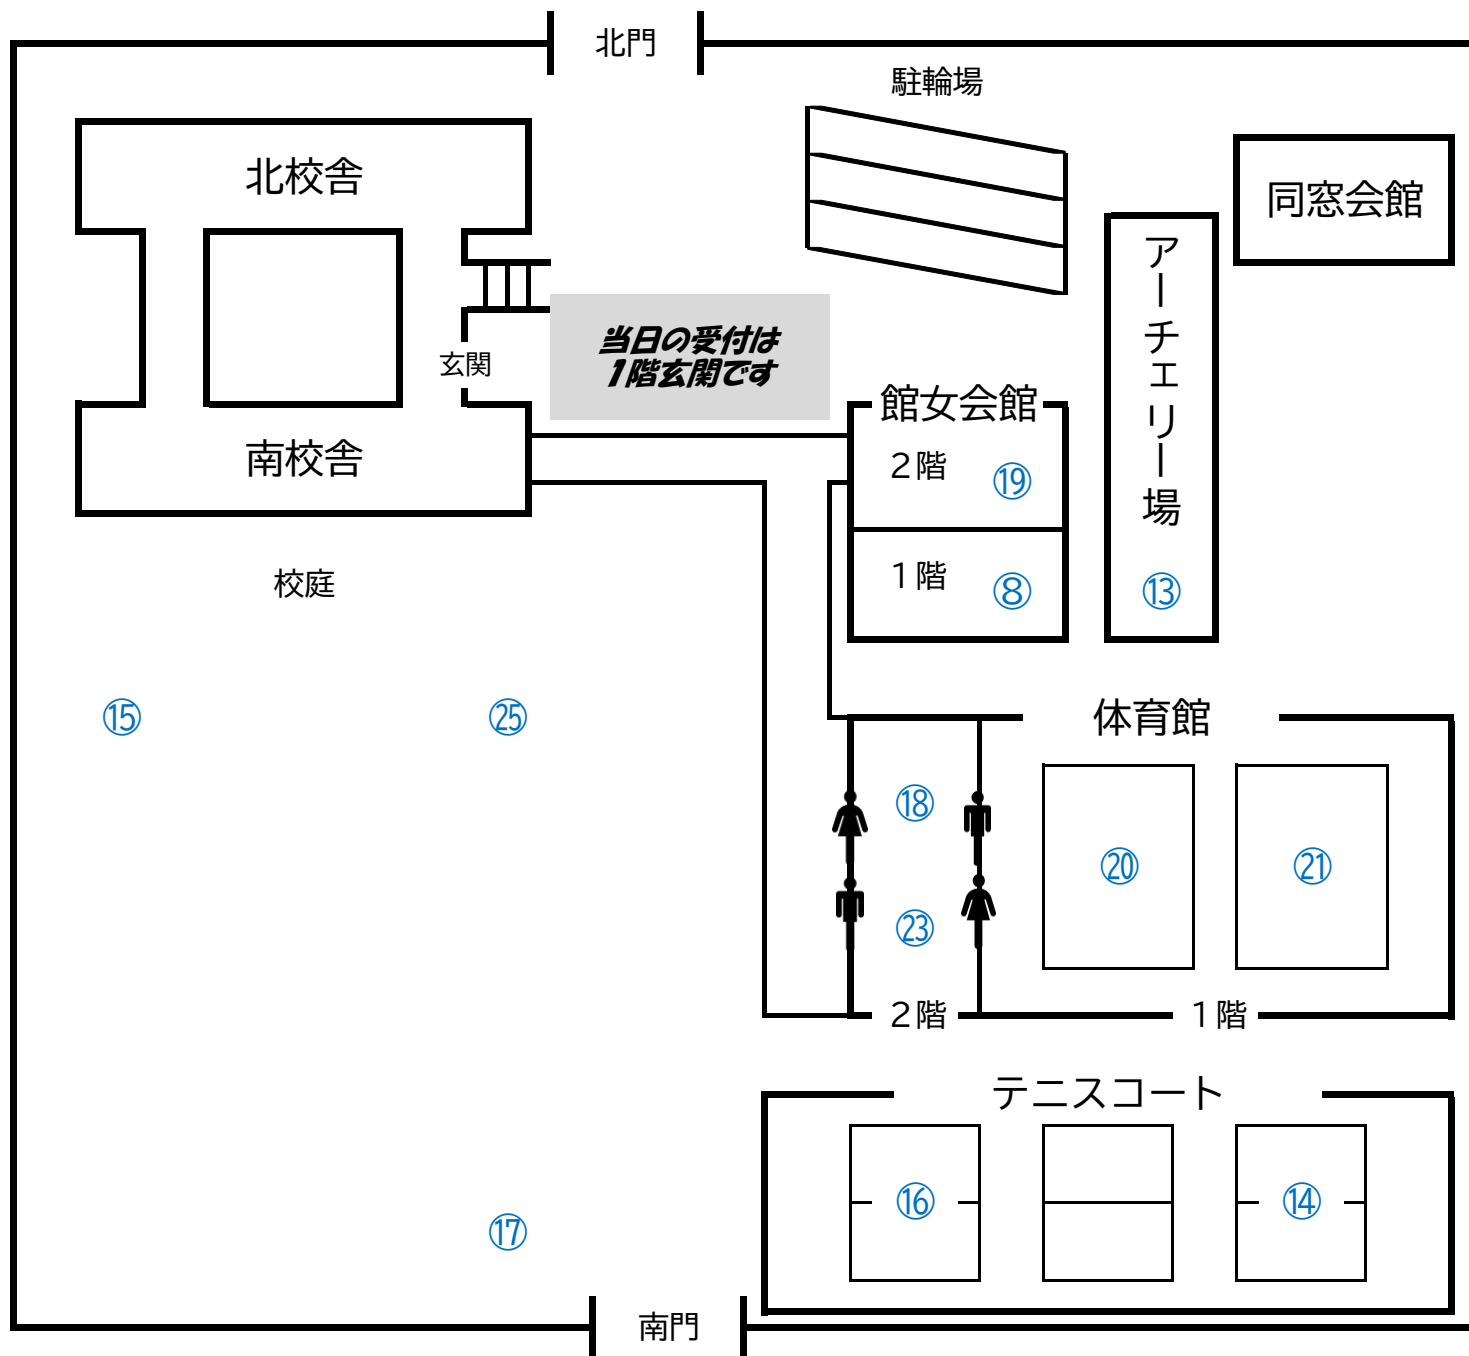 北門
駐輪場
北校舎
同窓会館
アーチェリー場
当日の受付は
1階玄関です
玄関
館女会館
南校舎
2階
⑲
1階
⑧
⑬
校庭
⑮
㉕
体育館
⑱
⑳
㉑
㉓
2階
1階
テニスコート
⑯
⑭
⑰
南門